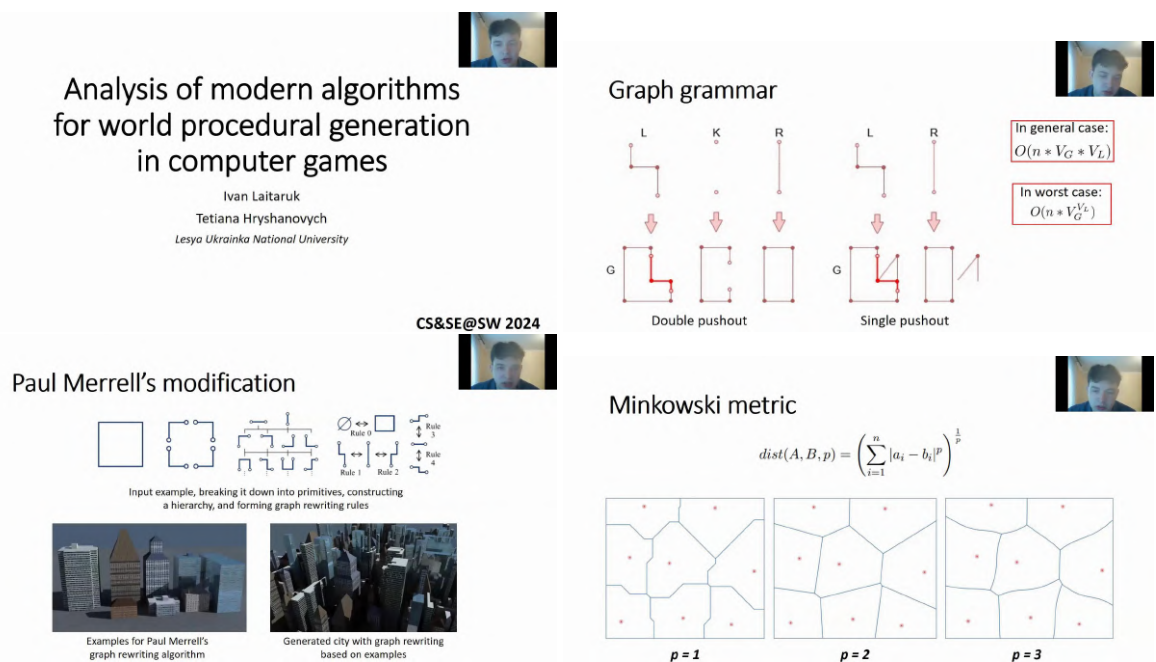 Analysis of modern algorithms
for world procedural generation
in computer games
Ivan Laitaruk
Tetiana Hryshanovych
Lesya Ukrainka National University
CS&SE@SW 2024
Graph grammar
L K R L R
In general case:
O(n * V_G * V_L)
In worst case:
O(n * V_G^{V_L})
G G
Double pushout Single pushout
Paul Merrell's modification
Rule 0
Rule 1 Rule 2
Rule
3
Rule
4
Input example, breaking it down into primitives, constructing
a hierarchy, and forming graph rewriting rules
Examples for Paul Merrell's
graph rewriting algorithm
Generated city with graph rewriting
based on examples
Minkowski metric
dist(A, B, p) = (∑_{i=1}^{n} |a_i − b_i|^p)^{1/p}
p = 1 p = 2 p = 3